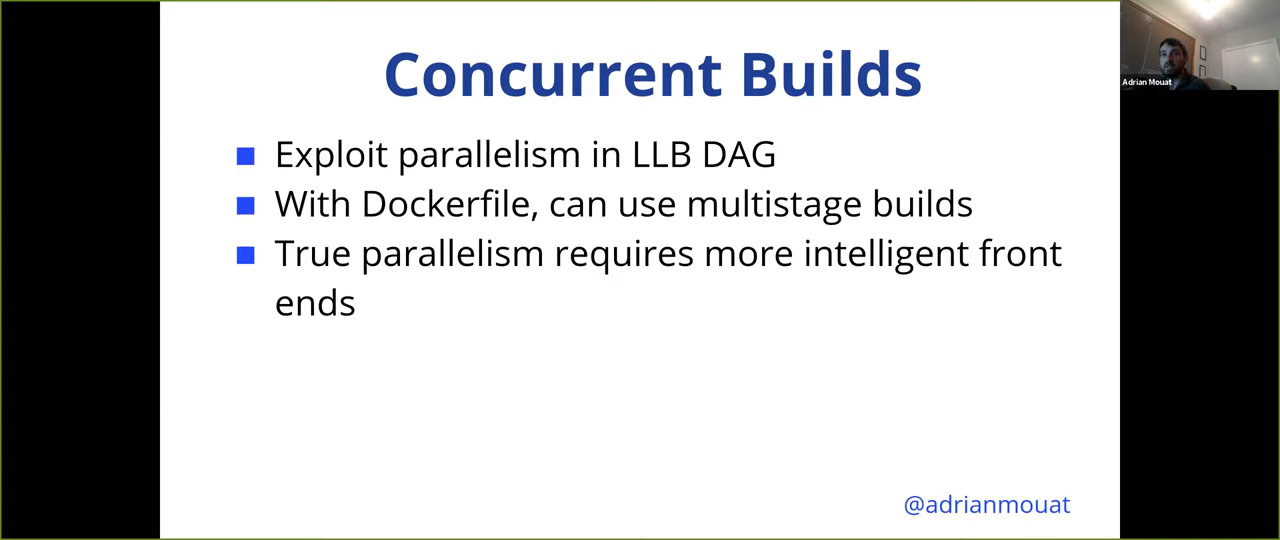 Concurrent Builds
Exploit parallelism in LLB DAG
With Dockerfile, can use multistage builds
True parallelism requires more intelligent front
ends
@adrianmouat
Adrian Mouat